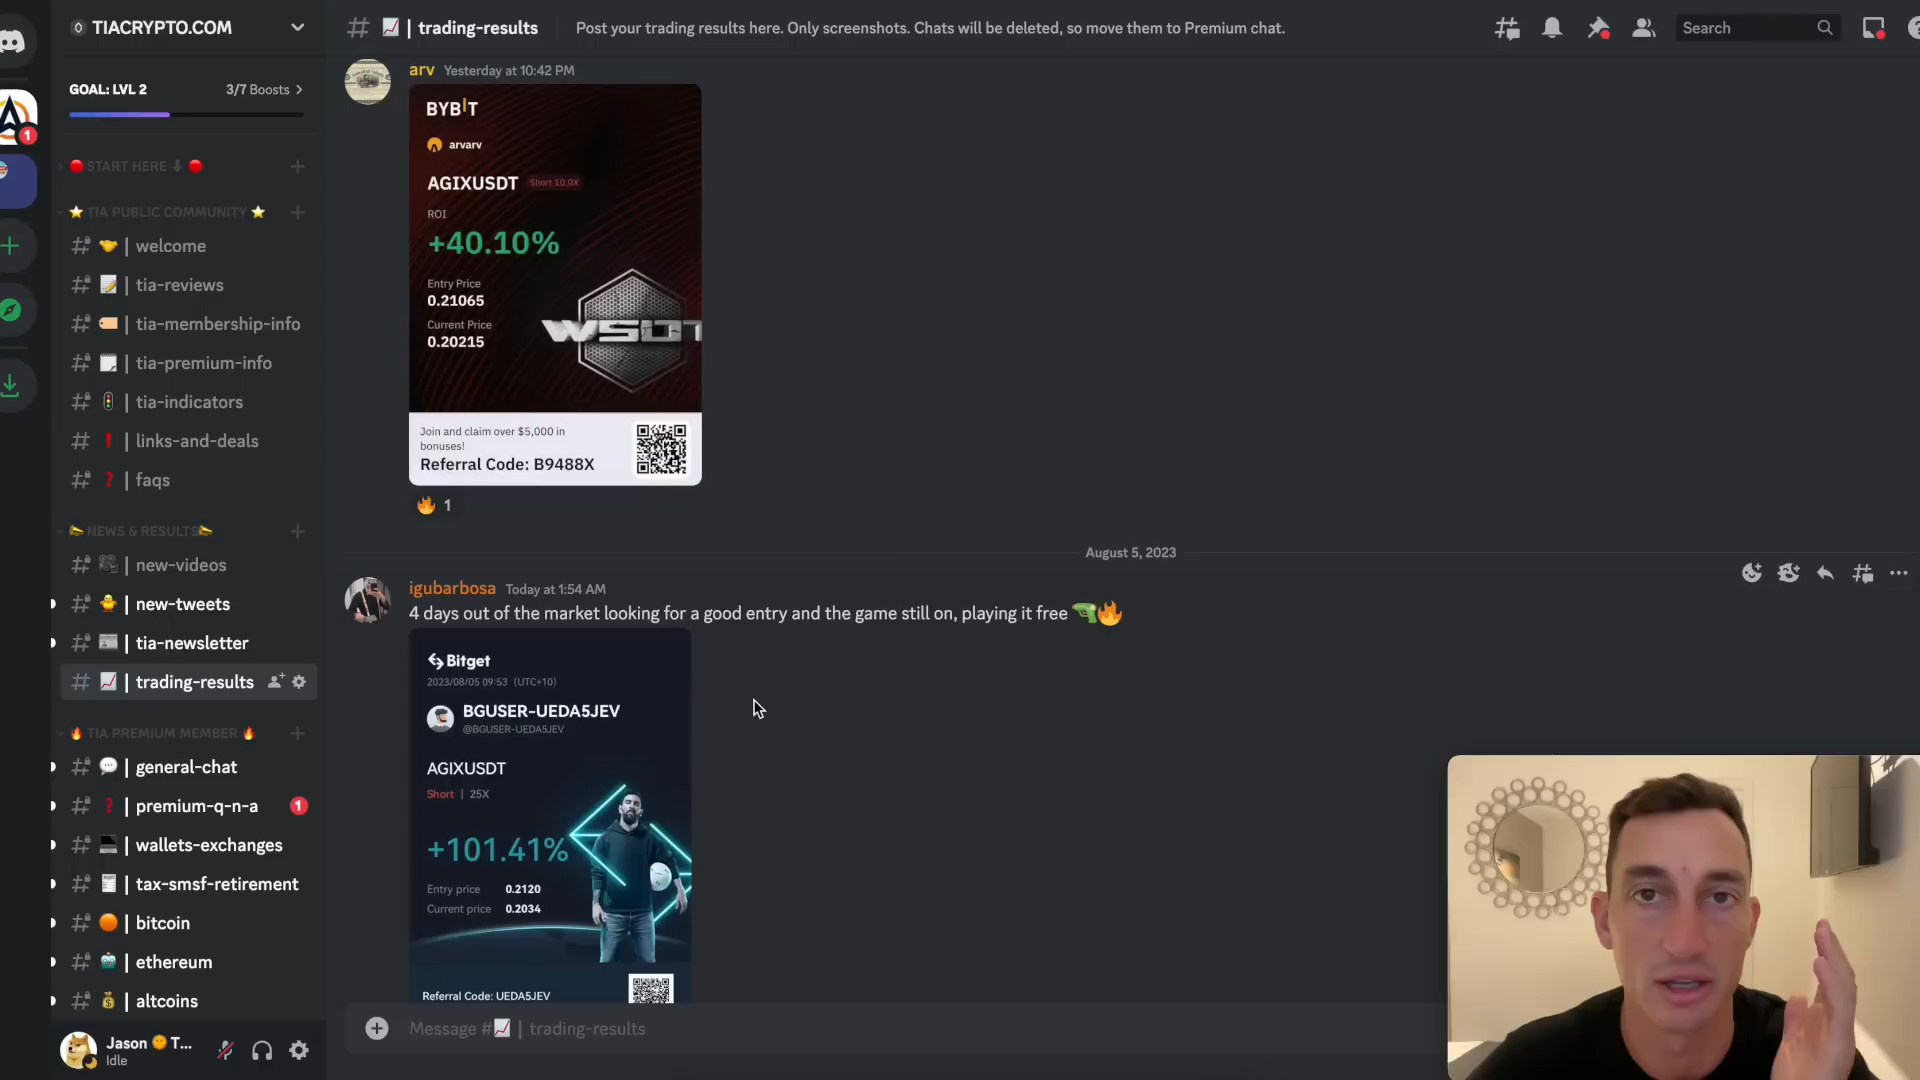 TIACRYPTO.COM
GOAL: LVL 2
3/7 Boosts
START HERE
TIA PUBLIC COMMUNITY
welcome
tia-reviews
tia-membership-info
tia-premium-info
tia-indicators
links-and-deals
faqs
NEWS & RESULTS
new-videos
new-tweets
tia-newsletter
trading-results
TIA PREMIUM MEMBER
general-chat
premium-q-n-a 1
wallets-exchanges
tax-smsf-retirement
bitcoin
ethereum
altcoins
Jason T...
Idle
1
| trading-results
Post your trading results here. Only screenshots. Chats will be deleted, so move them to Premium chat.
Search
arv Yesterday at 10:42 PM
BYBIT
arvarv
AGIXUSDT Short 10.0X
ROI
+40.10%
Entry Price
0.21065
Current Price
0.20215
WSOT
Join and claim over $5,000 in
bonuses!
Referral Code: B9488X
🔥 1
August 5, 2023
igubarbosa Today at 1:54 AM
4 days out of the market looking for a good entry and the game still on, playing it free 🔫🔥
Bitget
2023/08/05 09:53 (UTC+10)
BGUSER-UEDA5JEV
@BGUSER-UEDA5JEV
AGIXUSDT
Short | 25X
+101.41%
Entry price 0.2120
Current price 0.2034
Referral Code: UEDA5JEV
Message #📈 | trading-results